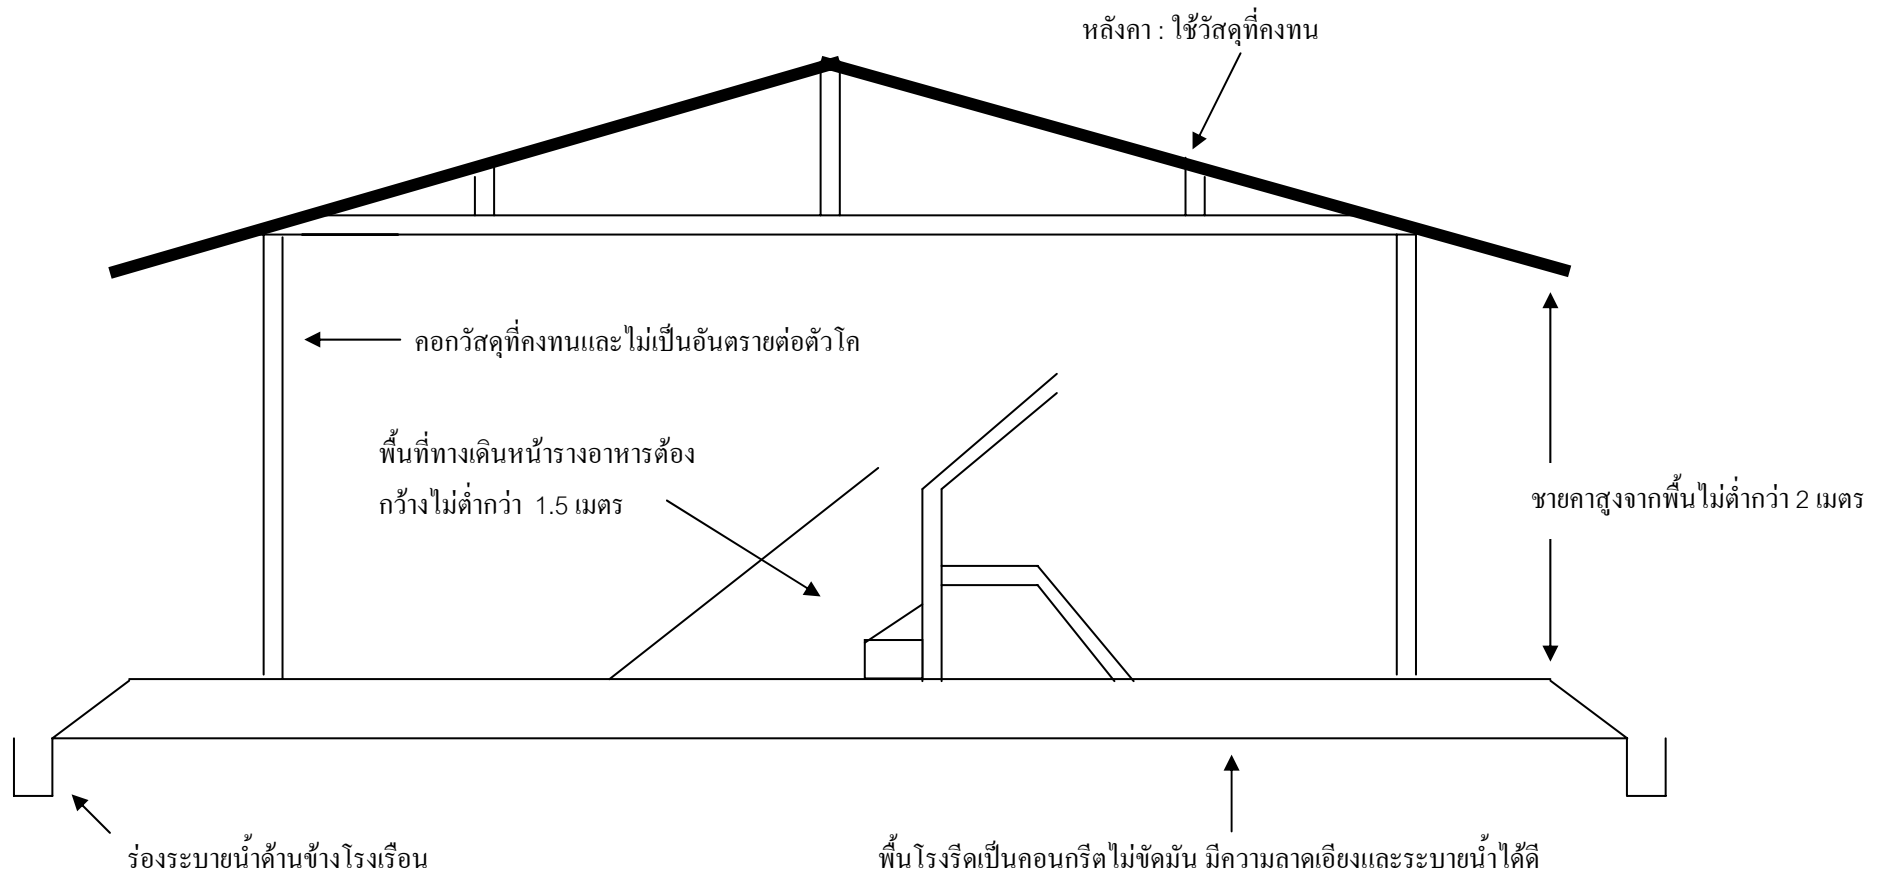 หลังคา : ใช้วัสดุที่คงทน
คอกวัสดุที่คงทนและไม่เป็นอันตรายต่อตัวโค
พื้นที่ทางเดินหน้ารางอาหารต้อง
กว้างไม่ต่ำกว่า 1.5 เมตร
ชายคาสูงจากพื้นไม่ต่ำกว่า 2 เมตร
ร่องระบายน้ำด้านข้างโรงเรือน
พื้นโรงรีดเป็นคอนกรีตไม่ขัดมัน มีความลาดเอียงและระบายน้ำได้ดี